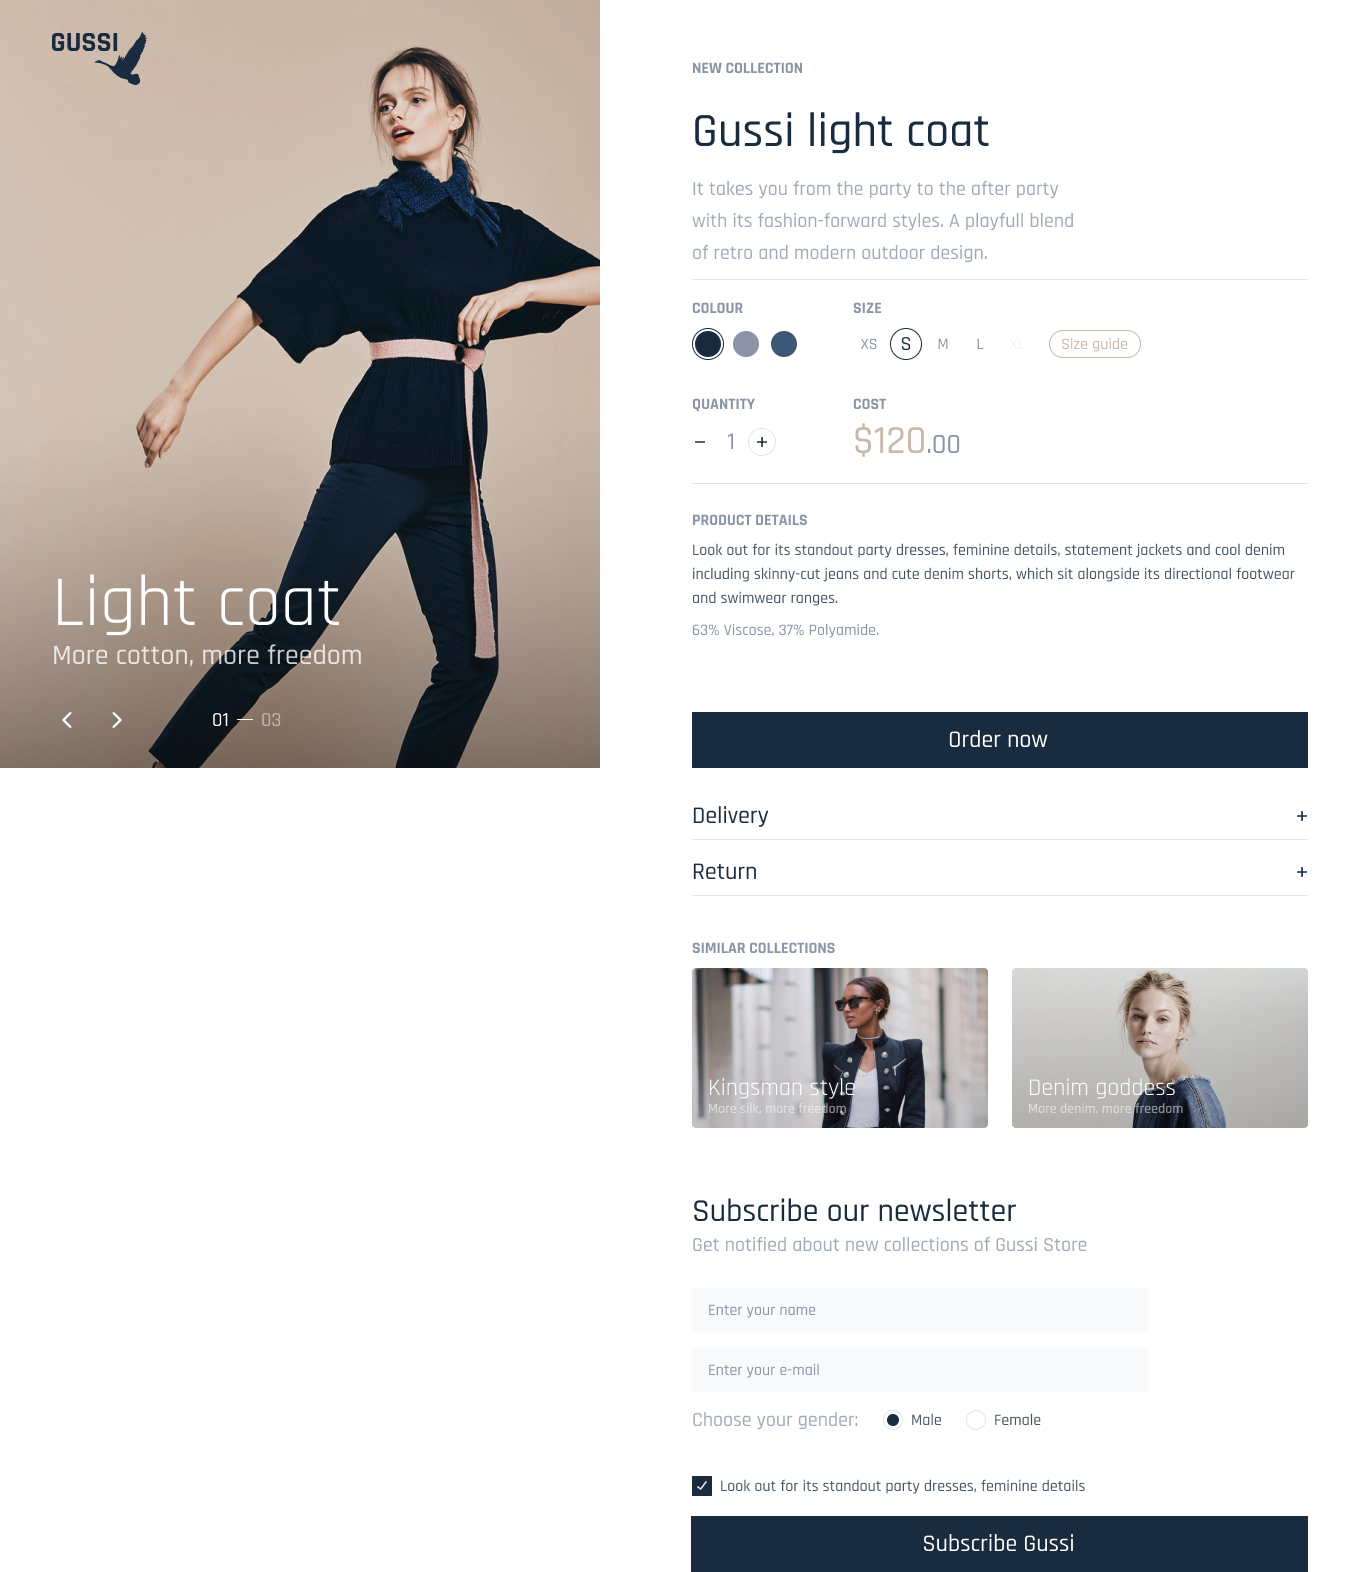 GUSSI
Light coat
More cotton, more freedom
01 — 03
NEW COLLECTION
Gussi light coat
It takes you from the party to the after party
with its fashion-forward styles. A playfull blend
of retro and modern outdoor design.
COLOUR
SIZE
XS S M L XL Size guide
QUANTITY
COST
− 1 +
$120.00
PRODUCT DETAILS
Look out for its standout party dresses, feminine details, statement jackets and cool denim
including skinny-cut jeans and cute denim shorts, which sit alongside its directional footwear
and swimwear ranges.
63% Viscose, 37% Polyamide.
Order now
Delivery +
Return +
SIMILAR COLLECTIONS
Kingsman style
More silk, more freedom
Denim goddess
More denim, more freedom
Subscribe our newsletter
Get notified about new collections of Gussi Store
Enter your name
Enter your e-mail
Choose your gender: Male Female
Look out for its standout party dresses, feminine details
Subscribe Gussi